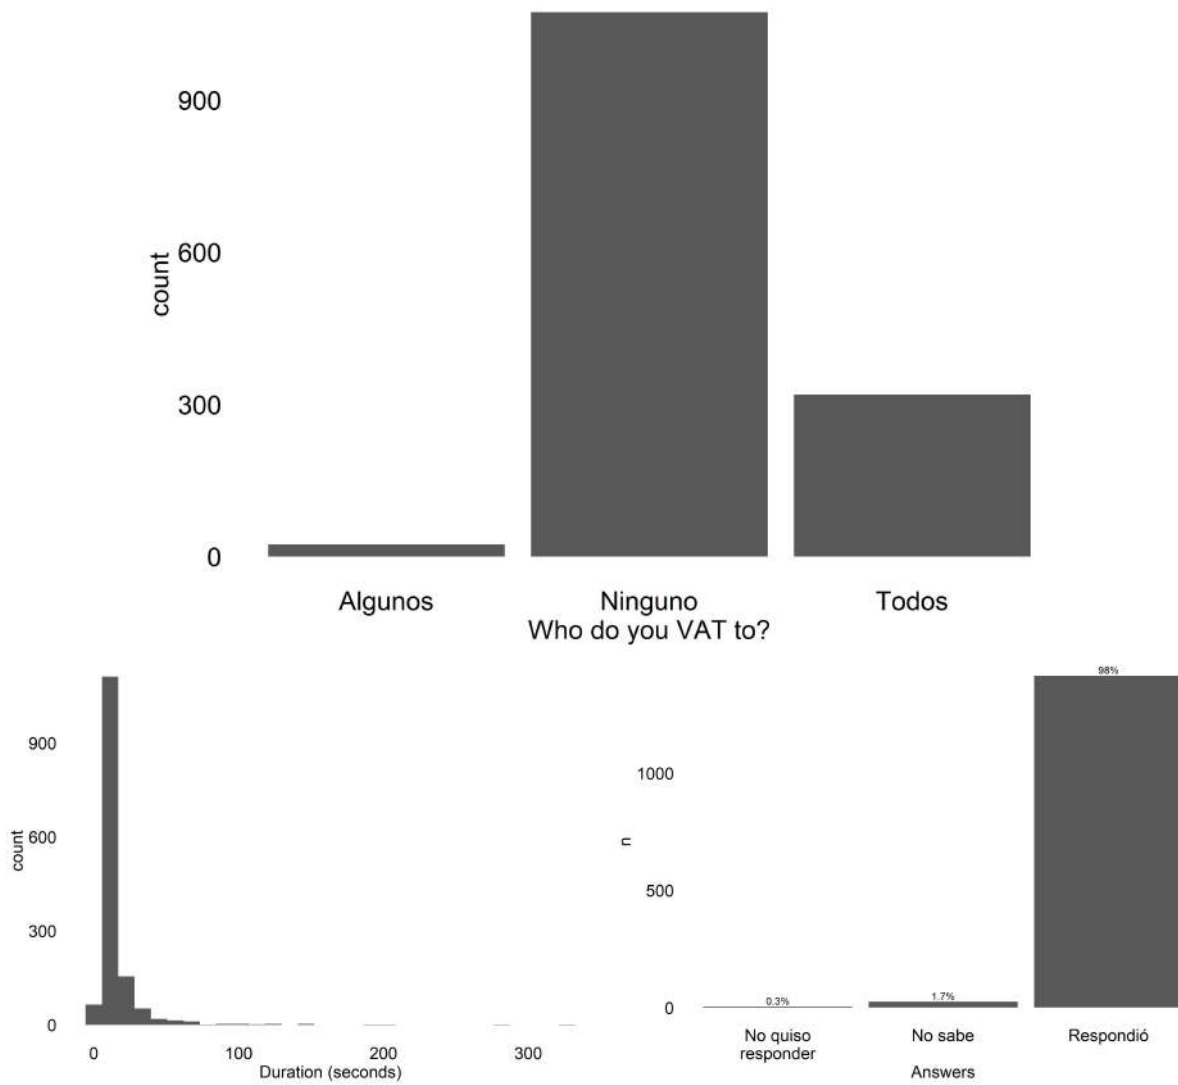 900
600
300
0
count
Algunos
Ninguno
Todos
Who do you VAT to?
900
600
300
0
count
0
100
200
300
Duration (seconds)
98%
1000
n
500
0
0.3%
1.7%
No quiso
responder
No sabe
Respondió
Answers